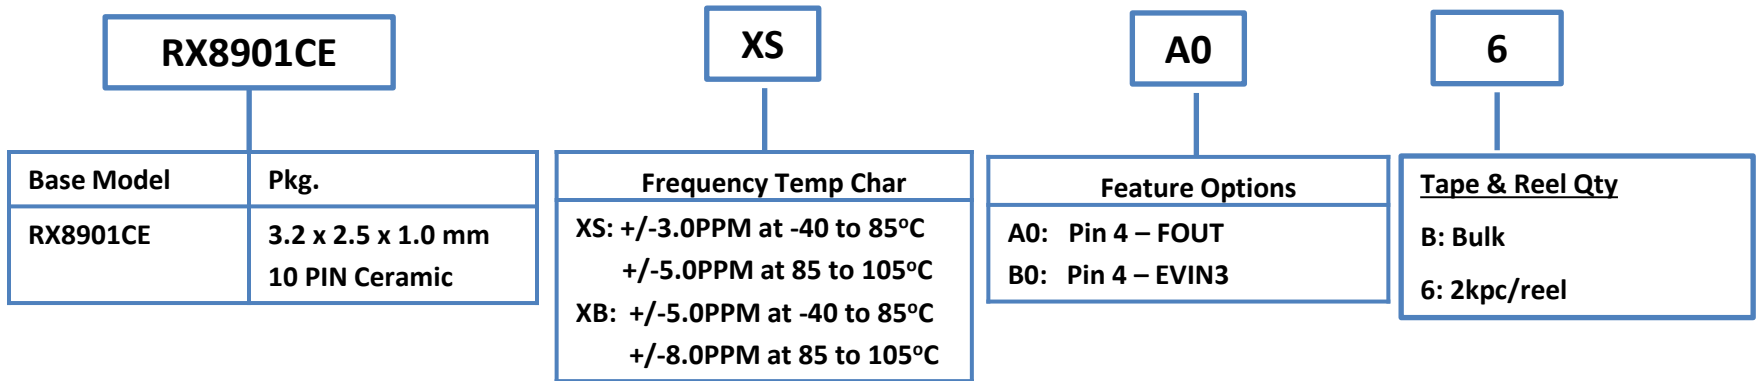 RX8901CE
XS
A0
6
Base Model
Pkg.
RX8901CE
3.2 x 2.5 x 1.0 mm
10 PIN Ceramic
Frequency Temp Char
XS: +/-3.0PPM at -40 to 85ºC
+/-5.0PPM at 85 to 105ºC
XB: +/-5.0PPM at -40 to 85ºC
+/-8.0PPM at 85 to 105ºC
Feature Options
A0: Pin 4 – FOUT
B0: Pin 4 – EVIN3
Tape & Reel Qty
B: Bulk
6: 2kpc/reel